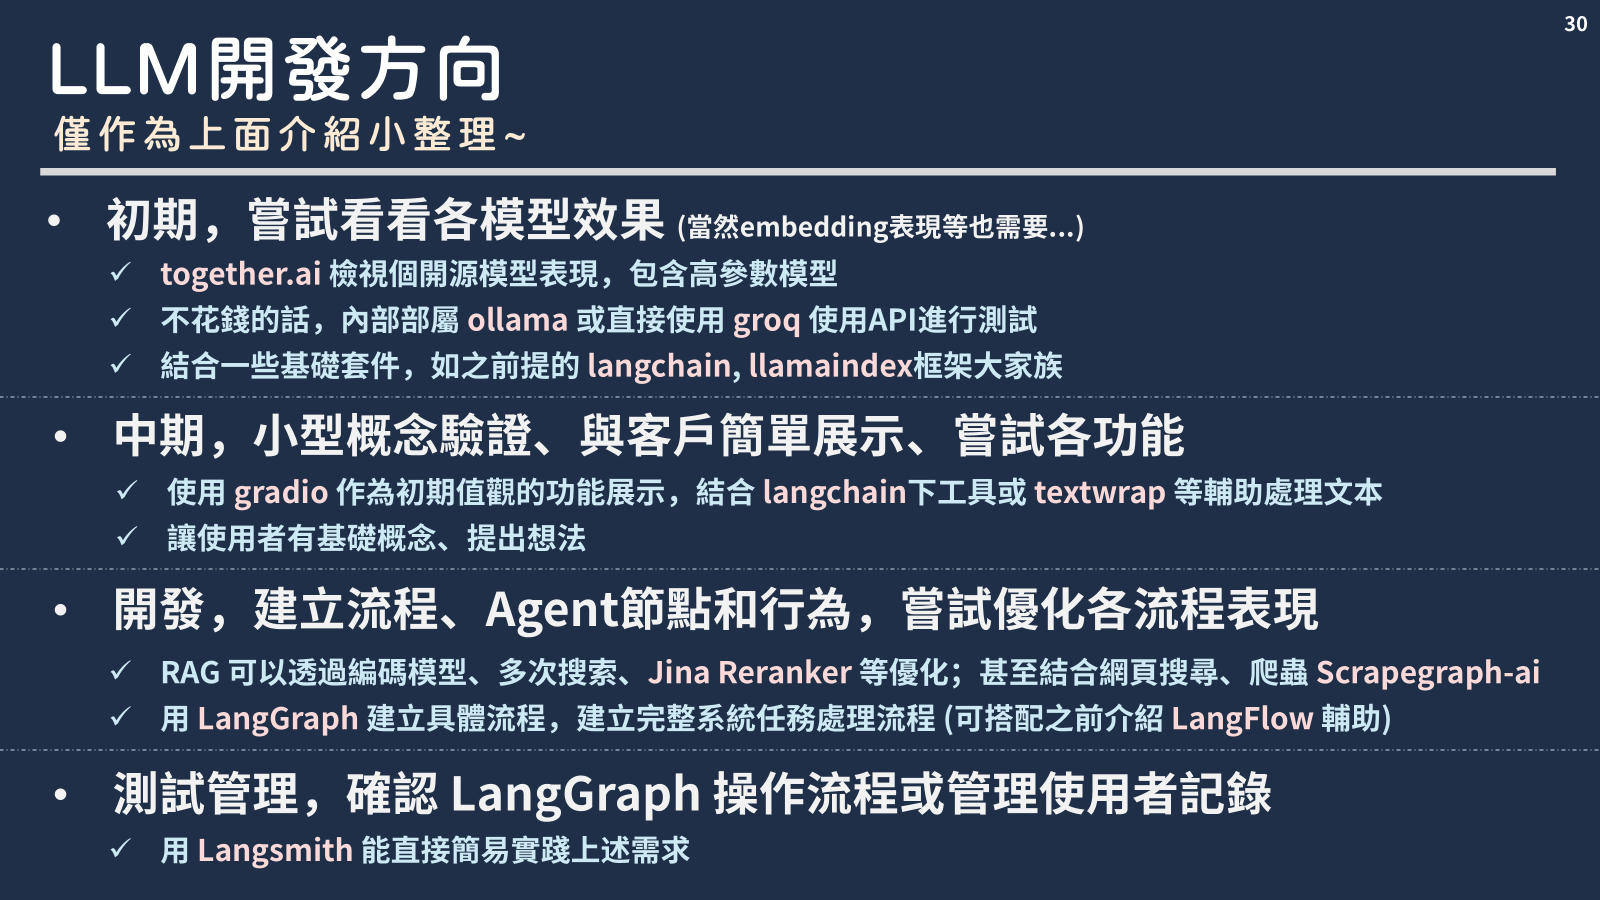 30
LLM開發方向
僅作為上面介紹小整理~
• 初期，嘗試看看各模型效果 (當然embedding表現等也需要...)
✓ together.ai 檢視個開源模型表現，包含高參數模型
✓ 不花錢的話，內部部屬 ollama 或直接使用 groq 使用API進行測試
✓ 結合一些基礎套件，如之前提的 langchain, llamaindex框架大家族
• 中期，小型概念驗證、與客戶簡單展示、嘗試各功能
✓ 使用 gradio 作為初期值觀的功能展示，結合 langchain下工具或 textwrap 等輔助處理文本
✓ 讓使用者有基礎概念、提出想法
• 開發，建立流程、Agent節點和行為，嘗試優化各流程表現
✓ RAG 可以透過編碼模型、多次搜索、Jina Reranker 等優化；甚至結合網頁搜尋、爬蟲 Scrapegraph-ai
✓ 用 LangGraph 建立具體流程，建立完整系統任務處理流程 (可搭配之前介紹 LangFlow 輔助)
• 測試管理，確認 LangGraph 操作流程或管理使用者記錄
✓ 用 Langsmith 能直接簡易實踐上述需求